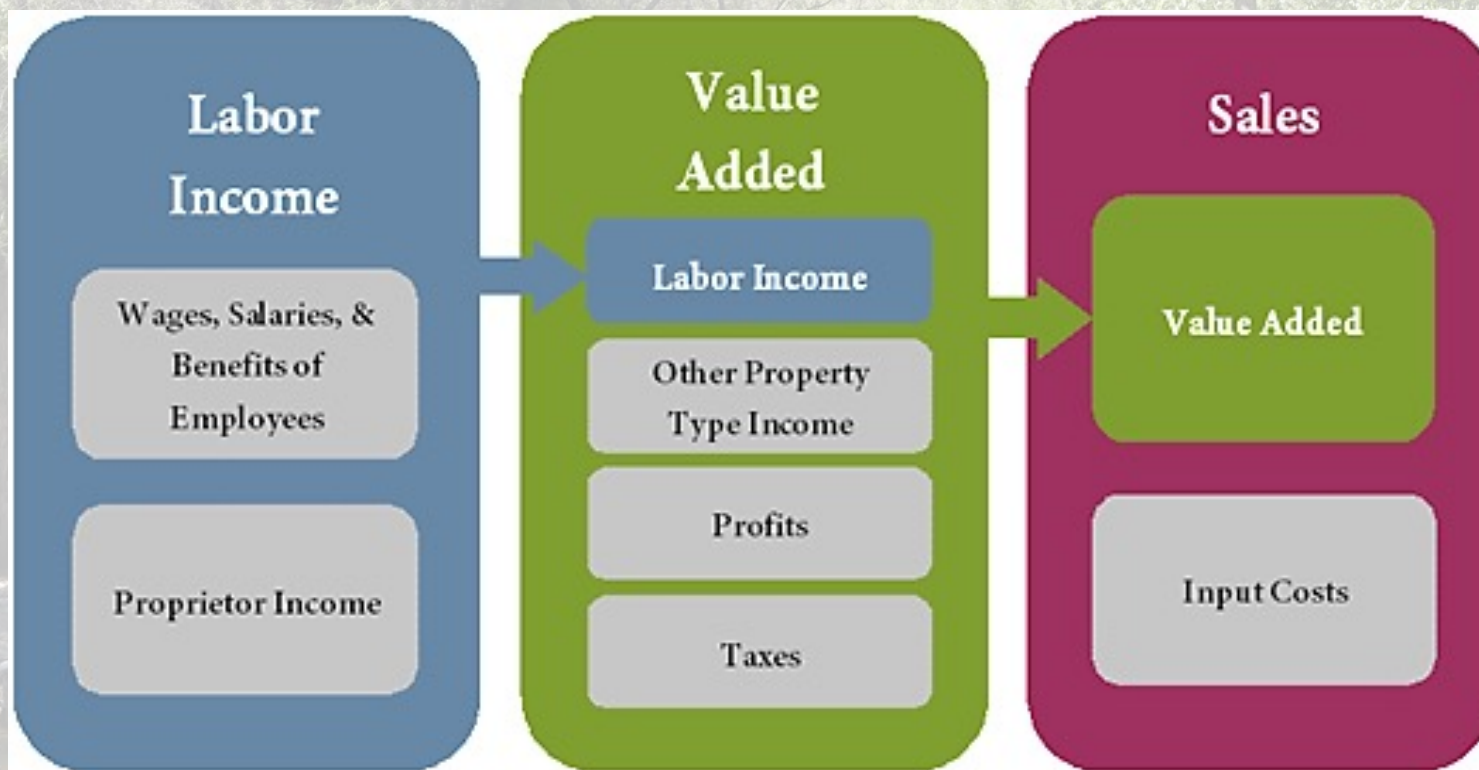 Labor
Income
Wages, Salaries, &
Benefits of
Employees
Proprietor Income
Value
Added
Labor Income
Other Property
Type Income
Profits
Taxes
Sales
Value Added
Input Costs